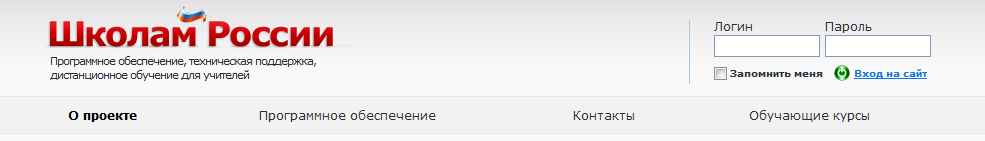 Школам России
Программное обеспечение, техническая поддержка,
дистанционное обучение для учителей
Логин
Пароль
Запомнить меня
Вход на сайт
О проекте
Программное обеспечение
Контакты
Обучающие курсы